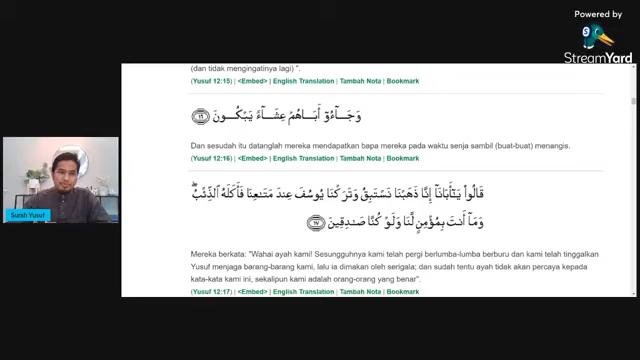 Powered by
StreamYard
(dan tidak mengingatinya lagi) ".
(Yusuf 12:15) | <Embed> | English Translation | Tambah Nota | Bookmark
وَجَآءُوٓ أَبَاهُمۡ عِشَآءً يَبۡكُونَ ١٦
Dan sesudah itu datanglah mereka mendapatkan bapa mereka pada waktu senja sambil (buat-buat) menangis.
(Yusuf 12:16) | <Embed> | English Translation | Tambah Nota | Bookmark
قَالُواْ يَـٰٓأَبَانَآ إِنَّا ذَهَبۡنَا نَسۡتَبِقُ وَتَرَكۡنَا يُوسُفَ عِندَ مَتَـٰعِنَا فَأَكَلَهُ ٱلذِّئۡبُۖ
وَمَآ أَنتَ بِمُؤۡمِنٍ لَّنَا وَلَوۡ كُنَّا صَـٰدِقِينَ ١٧
Mereka berkata: "Wahai ayah kami! Sesungguhnya kami telah pergi berlumba-lumba berburu dan kami telah tinggalkan
Yusuf menjaga barang-barang kami, lalu ia dimakan oleh serigala; dan sudah tentu ayah tidak akan percaya kepada
kata-kata kami ini, sekalipun kami adalah orang-orang yang benar".
(Yusuf 12:17) | <Embed> | English Translation | Tambah Nota | Bookmark
Surah Yusuf